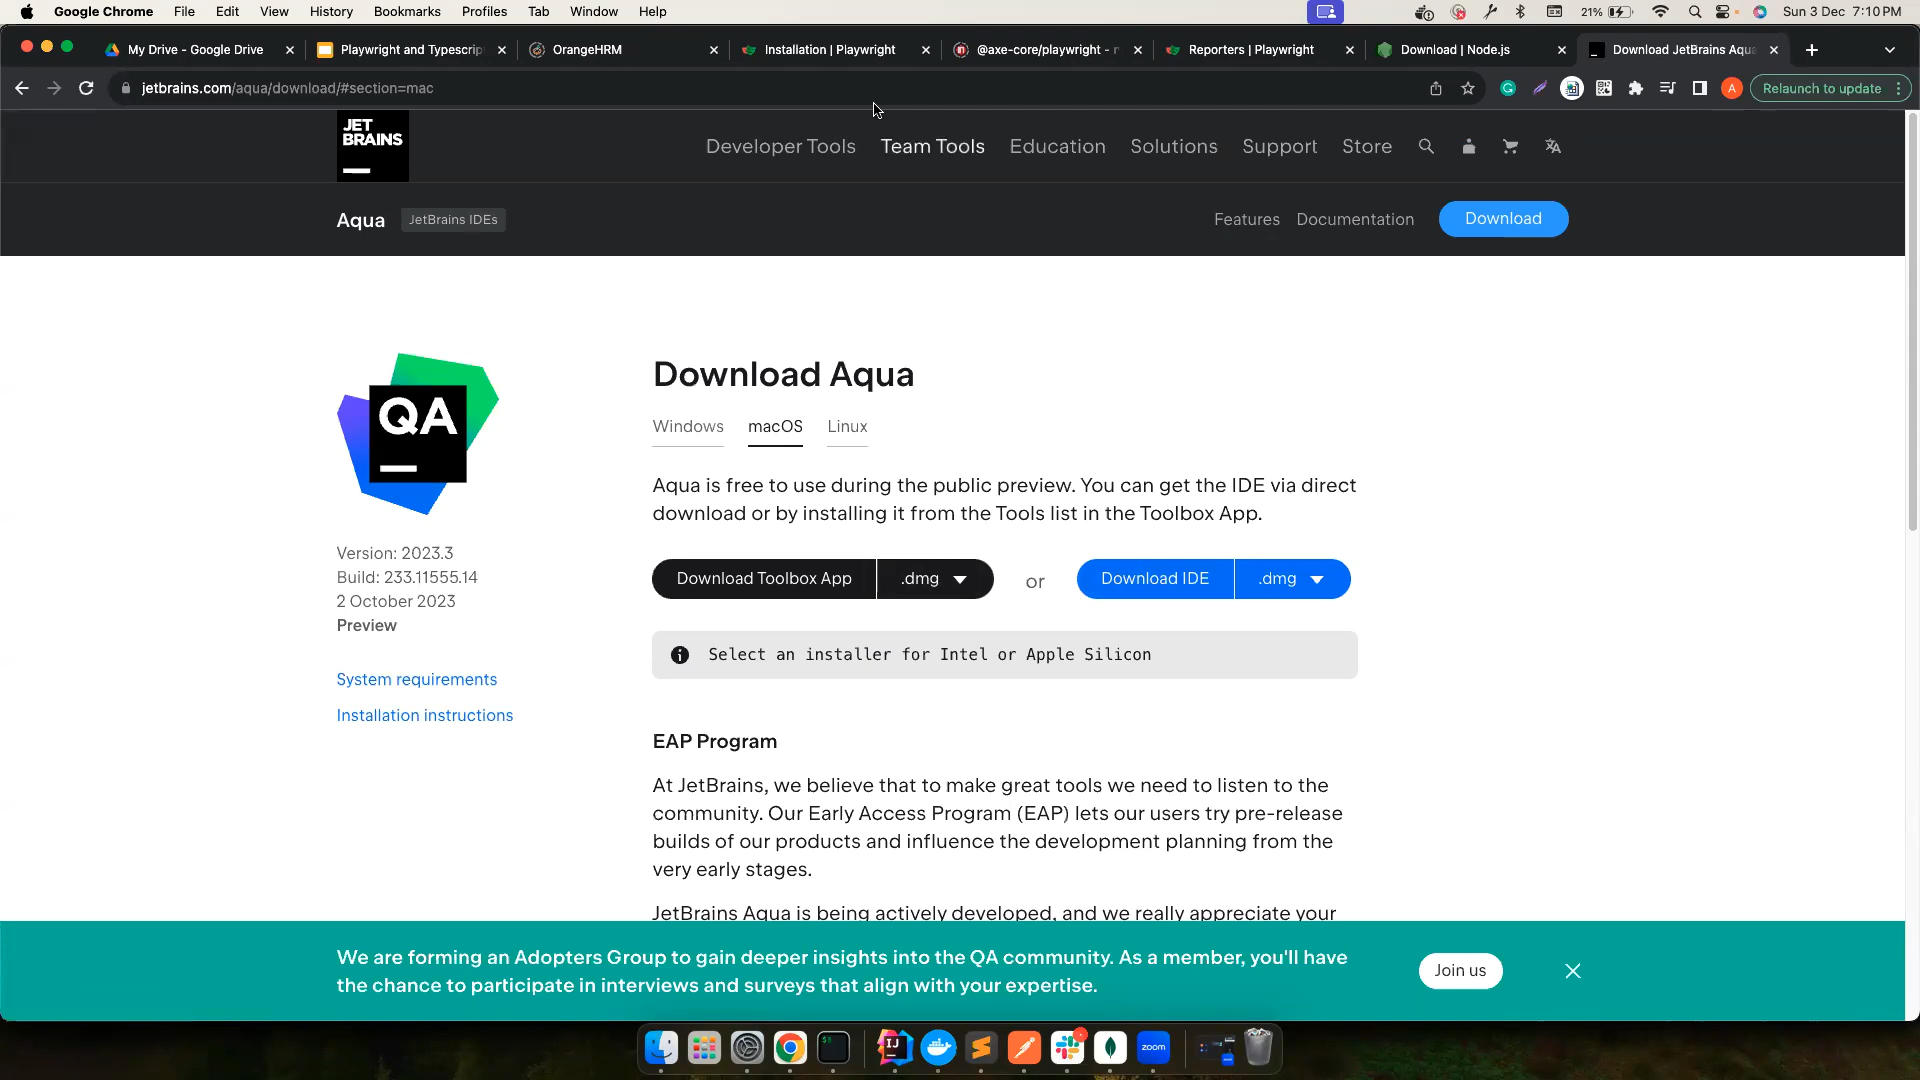 Google Chrome File Edit View History Bookmarks Profiles Tab Window Help 21% Sun 3 Dec 7:10 PM
My Drive - Google Drive Playwright and Typescrip OrangeHRM Installation | Playwright @axe-core/playwright - Reporters | Playwright Download | Node.js Download JetBrains Aqua
jetbrains.com/aqua/download/#section=mac A Relaunch to update
JET
BRAINS
Developer Tools Team Tools Education Solutions Support Store
Aqua JetBrains IDEs Features Documentation Download
QA
Download Aqua
Windows macOS Linux
Aqua is free to use during the public preview. You can get the IDE via direct
download or by installing it from the Tools list in the Toolbox App.
Version: 2023.3
Build: 233.11555.14
2 October 2023
Preview
Download Toolbox App .dmg or Download IDE .dmg
Select an installer for Intel or Apple Silicon
System requirements
Installation instructions
EAP Program
At JetBrains, we believe that to make great tools we need to listen to the
community. Our Early Access Program (EAP) lets our users try pre-release
builds of our products and influence the development planning from the
very early stages.
JetBrains Aqua is being actively developed, and we really appreciate your
We are forming an Adopters Group to gain deeper insights into the QA community. As a member, you'll have
the chance to participate in interviews and surveys that align with your expertise.
Join us
IJ
zoom